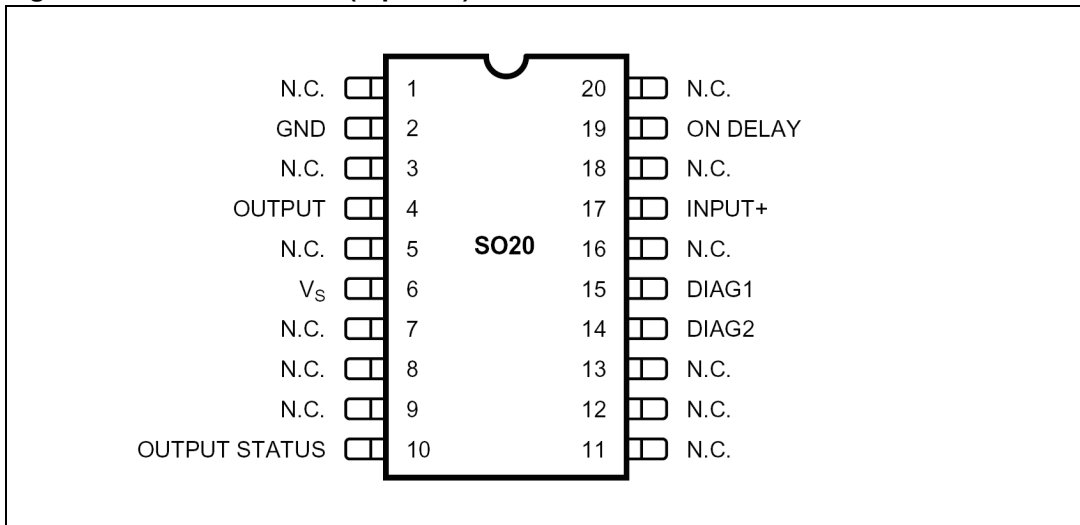 N.C. 1 20 N.C.
GND 2 19 ON DELAY
N.C. 3 18 N.C.
OUTPUT 4 17 INPUT+
N.C. 5 SO20 16 N.C.
VS 6 15 DIAG1
N.C. 7 14 DIAG2
N.C. 8 13 N.C.
N.C. 9 12 N.C.
OUTPUT STATUS 10 11 N.C.